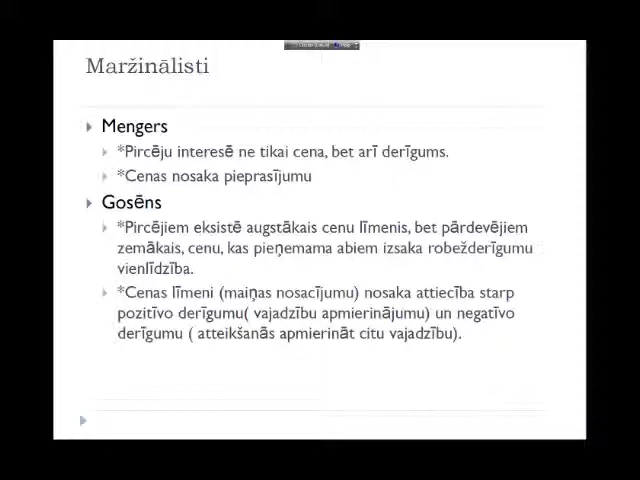 Maržinālisti
Mengers
*Pircēju interesē ne tikai cena, bet arī derīgums.
*Cenas nosaka pieprasījumu
Gosēns
*Pircējiem eksistē augstākais cenu līmenis, bet pārdevējiem
zemākais, cenu, kas pieņemama abiem izsaka robežderīgumu
vienlīdzība.
*Cenas līmeni (maiņas nosacījumu) nosaka attiecība starp
pozitīvo derīgumu( vajadzību apmierinājumu) un negatīvo
derīgumu ( atteikšanās apmierināt citu vajadzību).